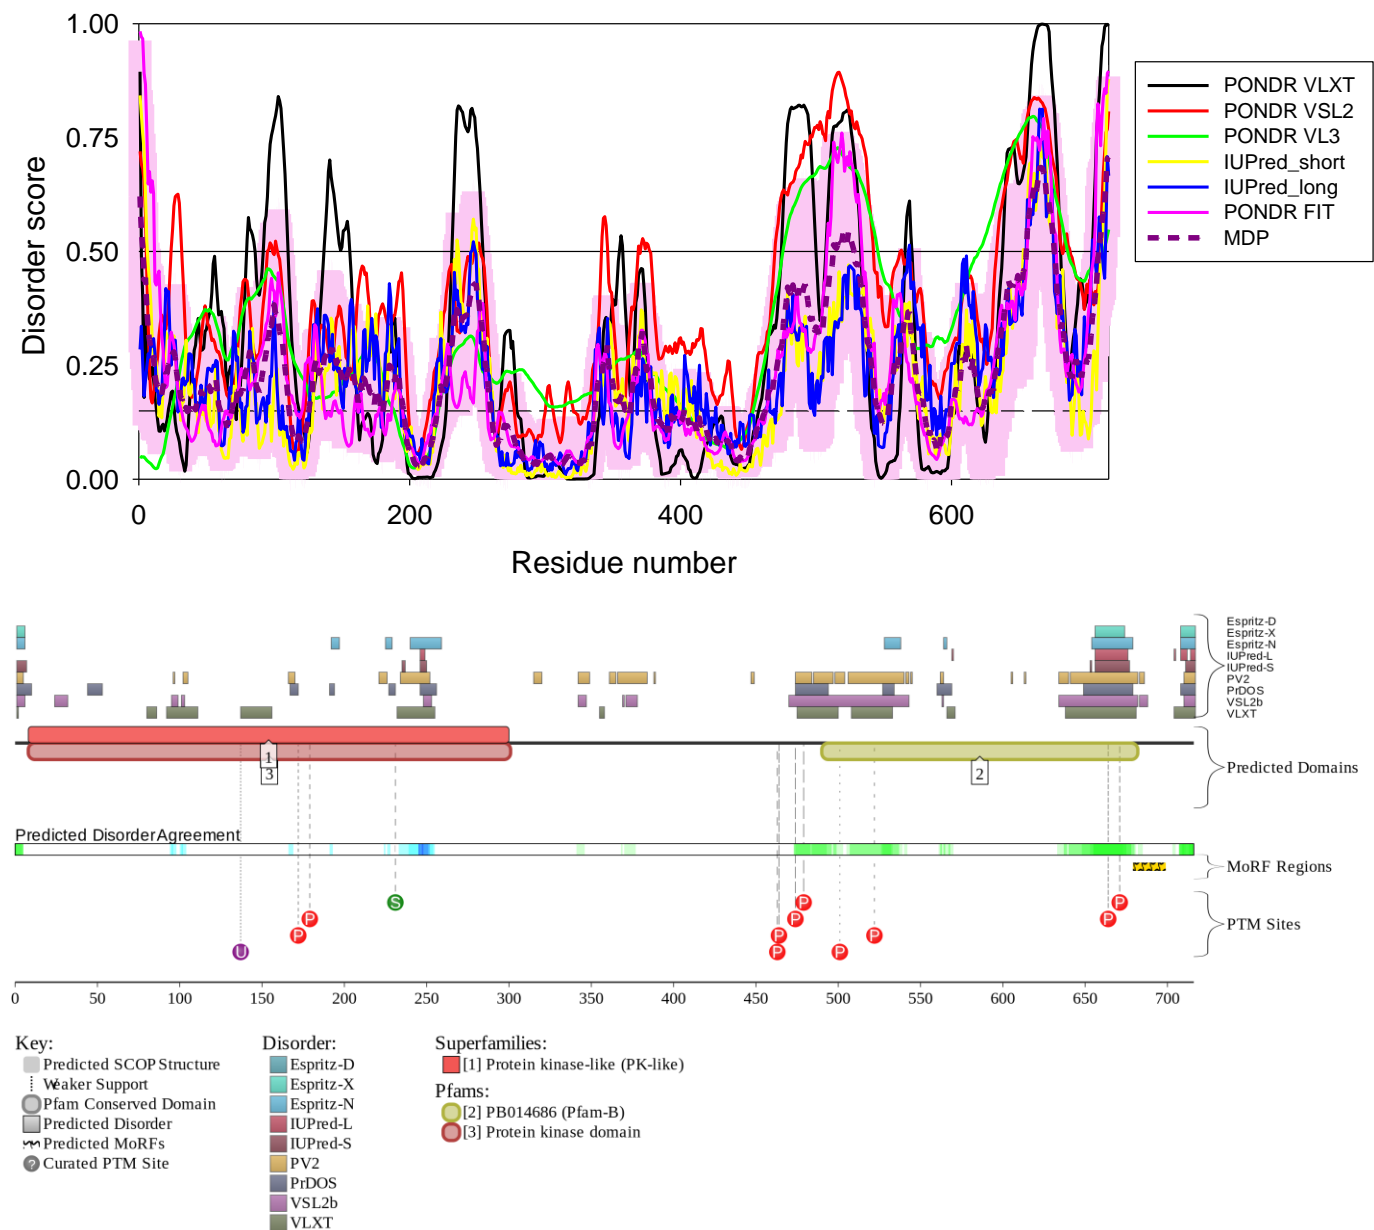 1.00
0.75
0.50
0.25
0.00
Disorder score
0
200
400
600
Residue number
PONDR VLXT
PONDR VSL2
PONDR VL3
IUPred_short
IUPred_long
PONDR FIT
MDP
Espritz-D
Espritz-X
Espritz-N
IUPred-L
IUPred-S
PV2
PrDOS
VSL2b
VLXT
1
3
2
Predicted Domains
Predicted Disorder Agreement
MoRF Regions
S
P
P
P
P
P
P
P
P
U
P
P
PTM Sites
0 50 100 150 200 250 300 350 400 450 500 550 600 650 700
Key:
Predicted SCOP Structure
Weaker Support
Pfam Conserved Domain
Predicted Disorder
Predicted MoRFs
? Curated PTM Site
Disorder:
Espritz-D
Espritz-X
Espritz-N
IUPred-L
IUPred-S
PV2
PrDOS
VSL2b
VLXT
Superfamilies:
[1] Protein kinase-like (PK-like)
Pfams:
[2] PB014686 (Pfam-B)
[3] Protein kinase domain